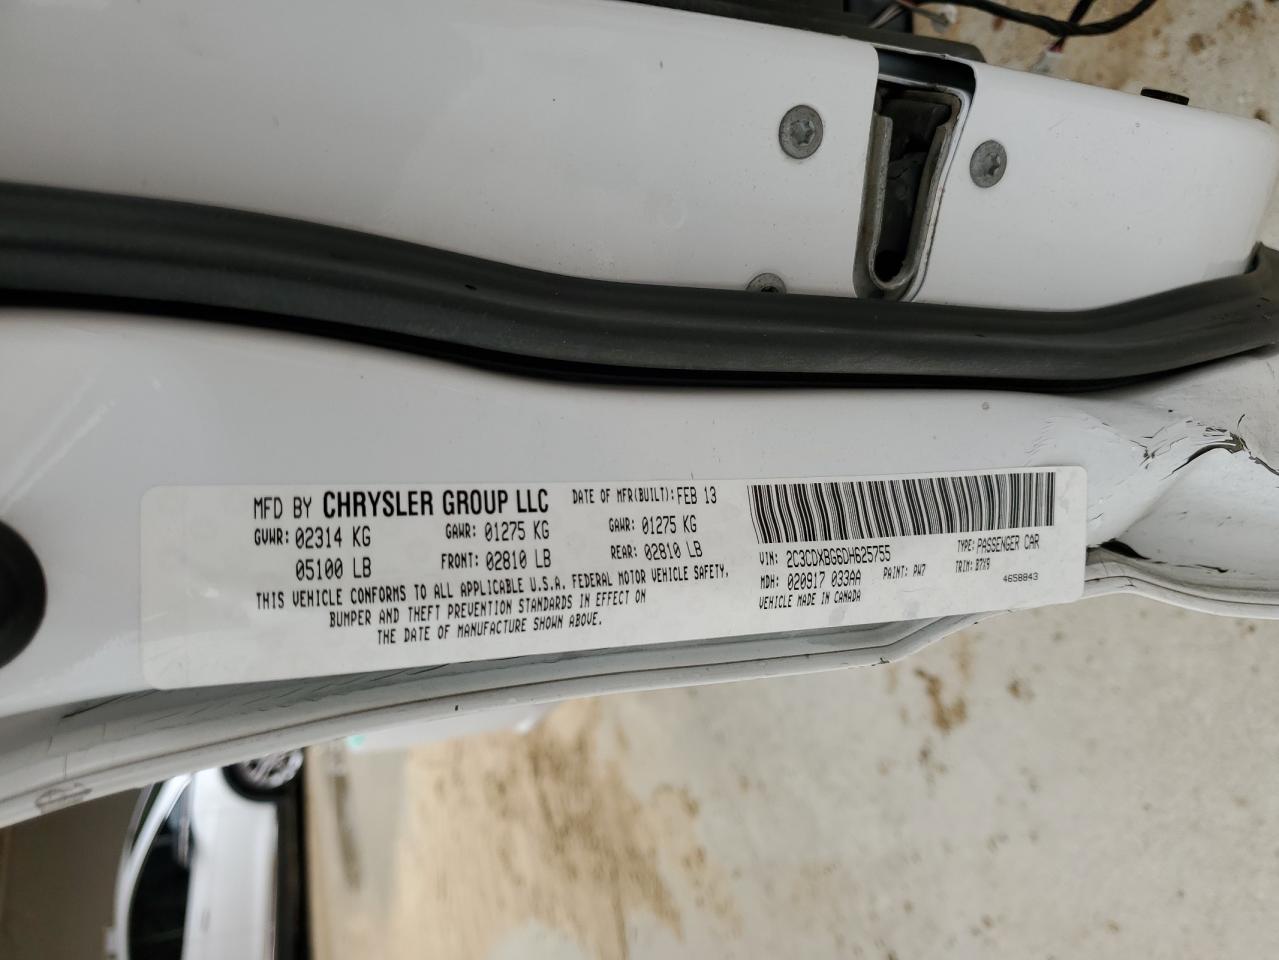 MFD BY CHRYSLER GROUP LLC DATE OF MFR(BUILT): FEB 13
GVWR: 02314 KG GAWR: 01275 KG GAWR: 01275 KG
05100 LB FRONT: 02810 LB REAR: 02810 LB
THIS VEHICLE CONFORMS TO ALL APPLICABLE U.S.A. FEDERAL MOTOR VEHICLE SAFETY,
BUMPER AND THEFT PREVENTION STANDARDS IN EFFECT ON
THE DATE OF MANUFACTURE SHOWN ABOVE.
VIN: 2C3CDXBG6DH625755 TYPE: PASSENGER CAR
MDH: 020917 033AA PAINT: PW7 TRIM: B7X9
VEHICLE MADE IN CANADA 4658843